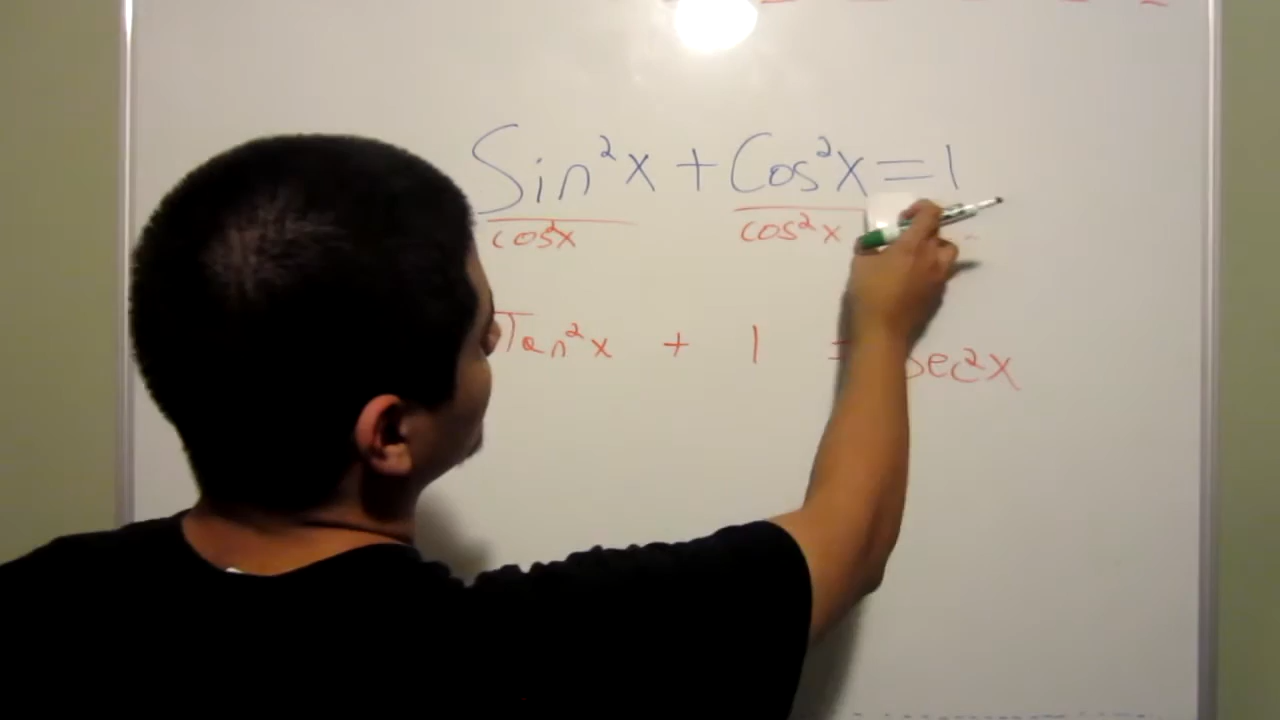 Sin²x + Cos²x = 1
cos²x cos²x
Tan²x + 1 = Sec²x